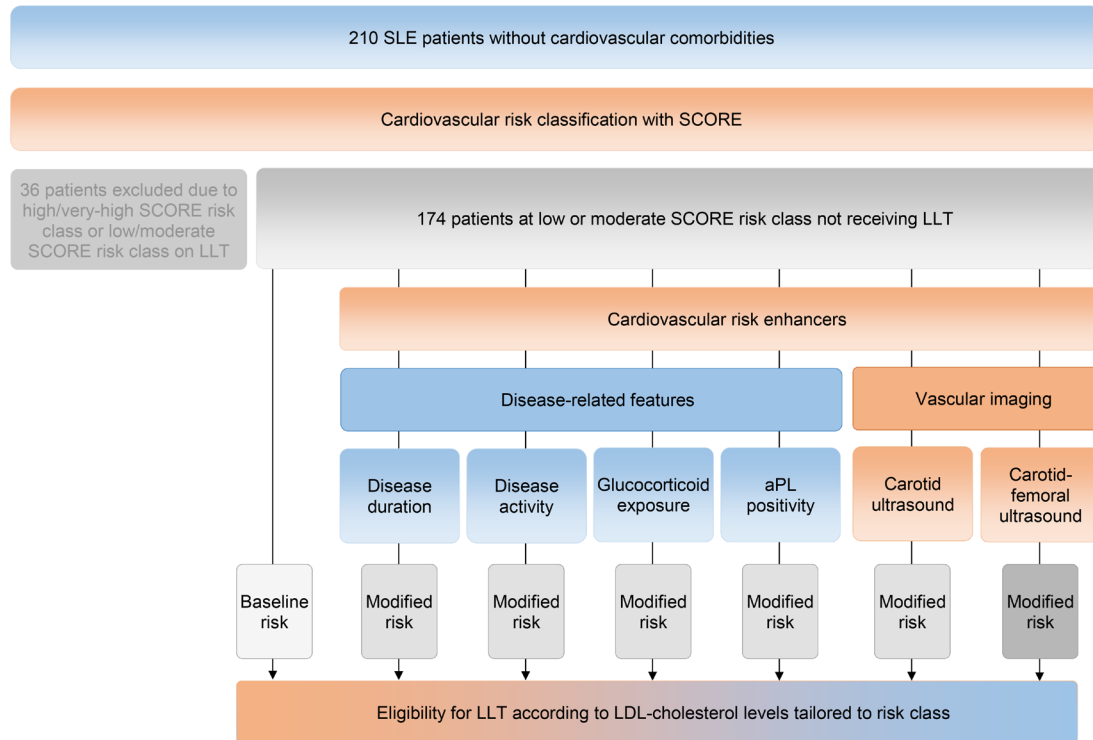 210 SLE patients without cardiovascular comorbidities
Cardiovascular risk classification with SCORE
36 patients excluded due to
high/very-high SCORE risk
class or low/moderate
SCORE risk class on LLT
174 patients at low or moderate SCORE risk class not receiving LLT
Cardiovascular risk enhancers
Disease-related features
Vascular imaging
Disease
duration
Disease
activity
Glucocorticoid
exposure
aPL
positivity
Carotid
ultrasound
Carotid-
femoral
ultrasound
Baseline
risk
Modified
risk
Modified
risk
Modified
risk
Modified
risk
Modified
risk
Modified
risk
Eligibility for LLT according to LDL-cholesterol levels tailored to risk class